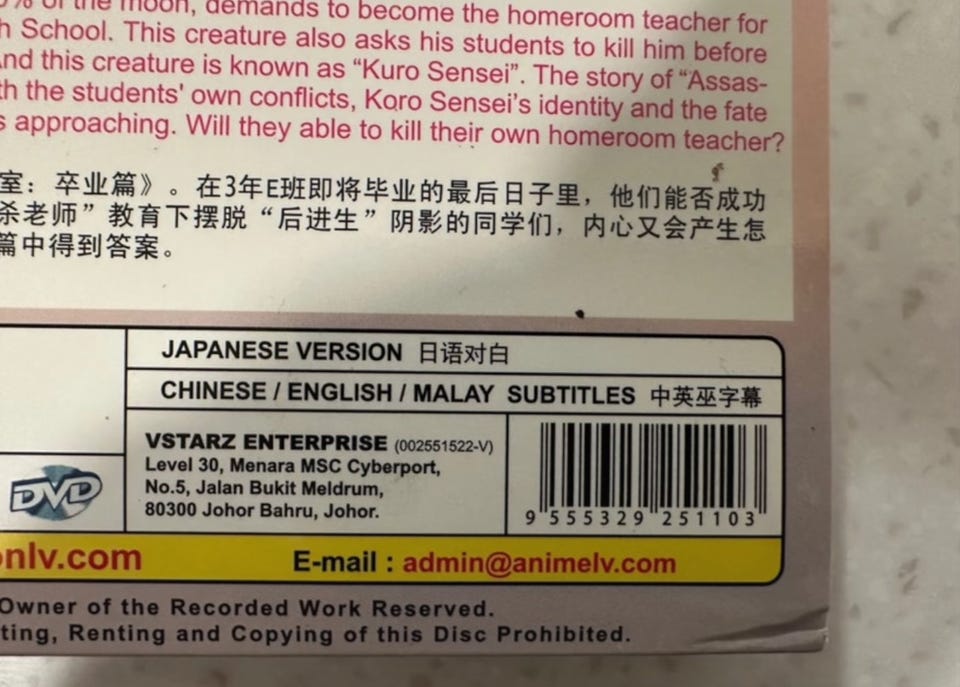 of the moon, demands to become the homeroom teacher for
h School. This creature also asks his students to kill him before
And this creature is known as “Kuro Sensei”. The story of “Assas-
th the students' own conflicts, Koro Sensei's identity and the fate
s approaching. Will they able to kill their own homeroom teacher?
室：卒业篇》。在3年E班即将毕业的最后日子里，他们能否成功
杀老师”教育下摆脱“后进生”阴影的同学们，内心又会产生怎
篇中得到答案。
JAPANESE VERSION 日语对白
CHINESE / ENGLISH / MALAY SUBTITLES 中英巫字幕
VSTARZ ENTERPRISE (002551522-V)
Level 30, Menara MSC Cyberport,
No.5, Jalan Bukit Meldrum,
80300 Johor Bahru, Johor.
DVD
9 555329 251103
onlv.com E-mail : admin@animelv.com
Owner of the Recorded Work Reserved.
ting, Renting and Copying of this Disc Prohibited.